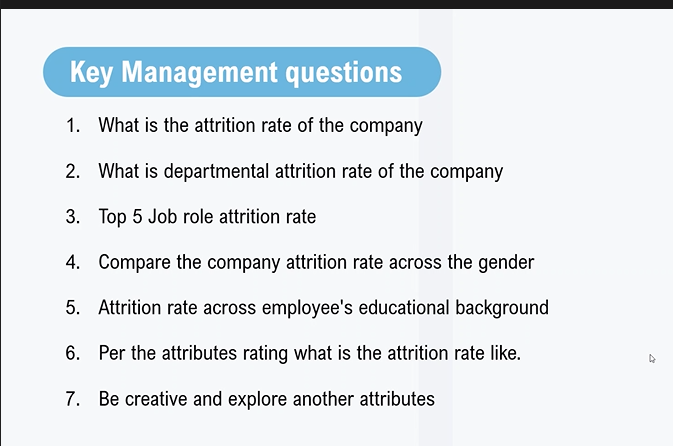 Key Management questions
1. What is the attrition rate of the company
2. What is departmental attrition rate of the company
3. Top 5 Job role attrition rate
4. Compare the company attrition rate across the gender
5. Attrition rate across employee's educational background
6. Per the attributes rating what is the attrition rate like.
7. Be creative and explore another attributes